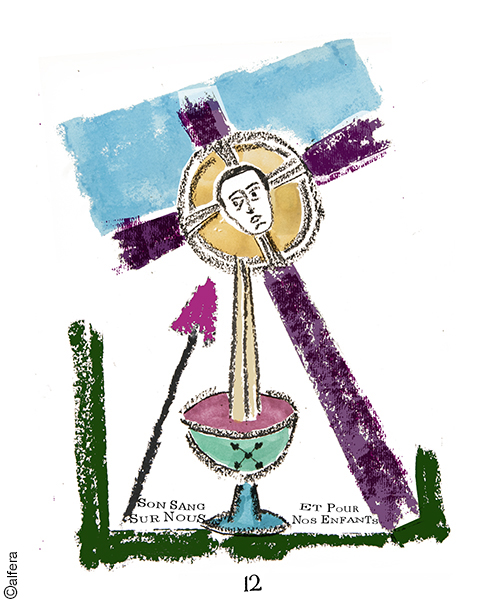 SON SANG
SUR NOUS
ET POUR
NOS ENFANTS
12
©alfera